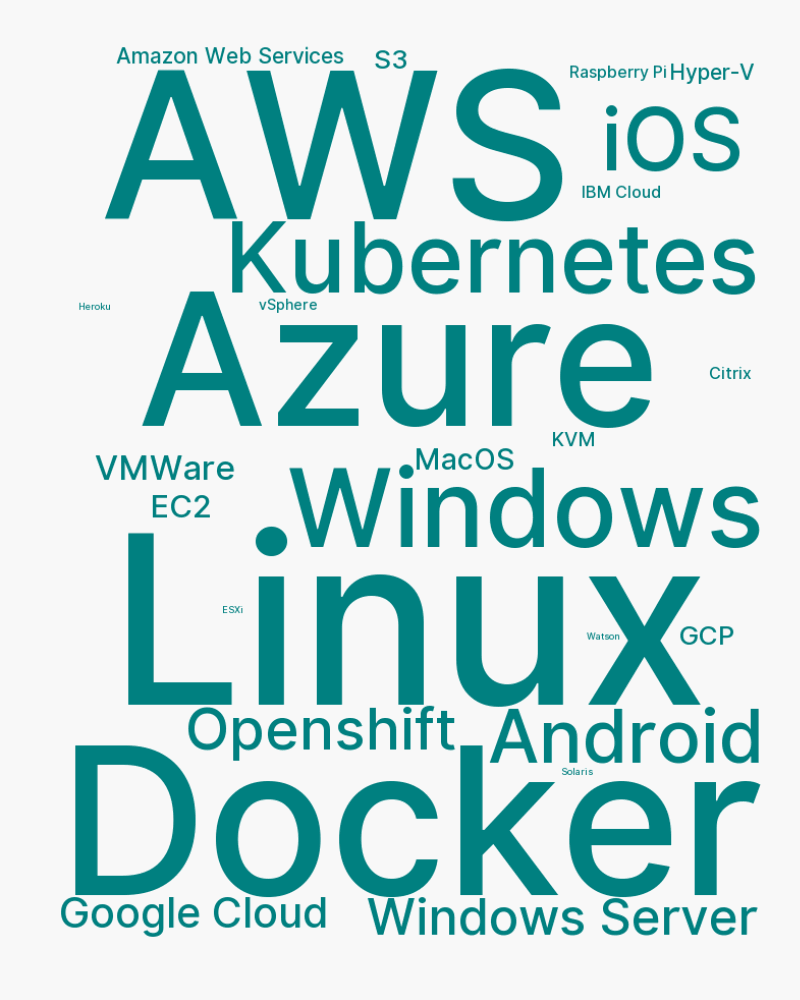 Amazon Web Services
S3
Raspberry Pi
Hyper-V
AWS
iOS
IBM Cloud
Kubernetes
Heroku
vSphere
Azure
Citrix
KVM
VMWare
MacOS
EC2
Windows
Linux
ESXi
Watson
GCP
Openshift
Android
Solaris
Docker
Google Cloud
Windows Server